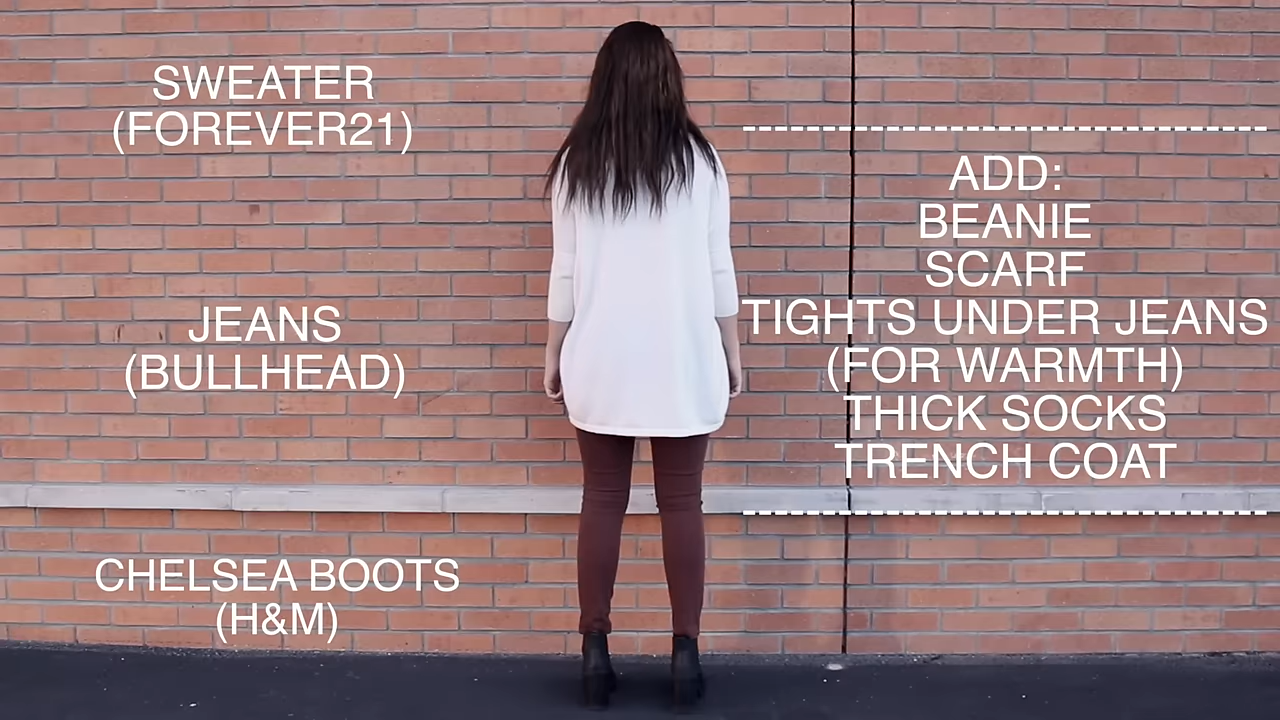 SWEATER
(FOREVER21)
JEANS
(BULLHEAD)
CHELSEA BOOTS
(H&M)
ADD:
BEANIE
SCARF
TIGHTS UNDER JEANS
(FOR WARMTH)
THICK SOCKS
TRENCH COAT